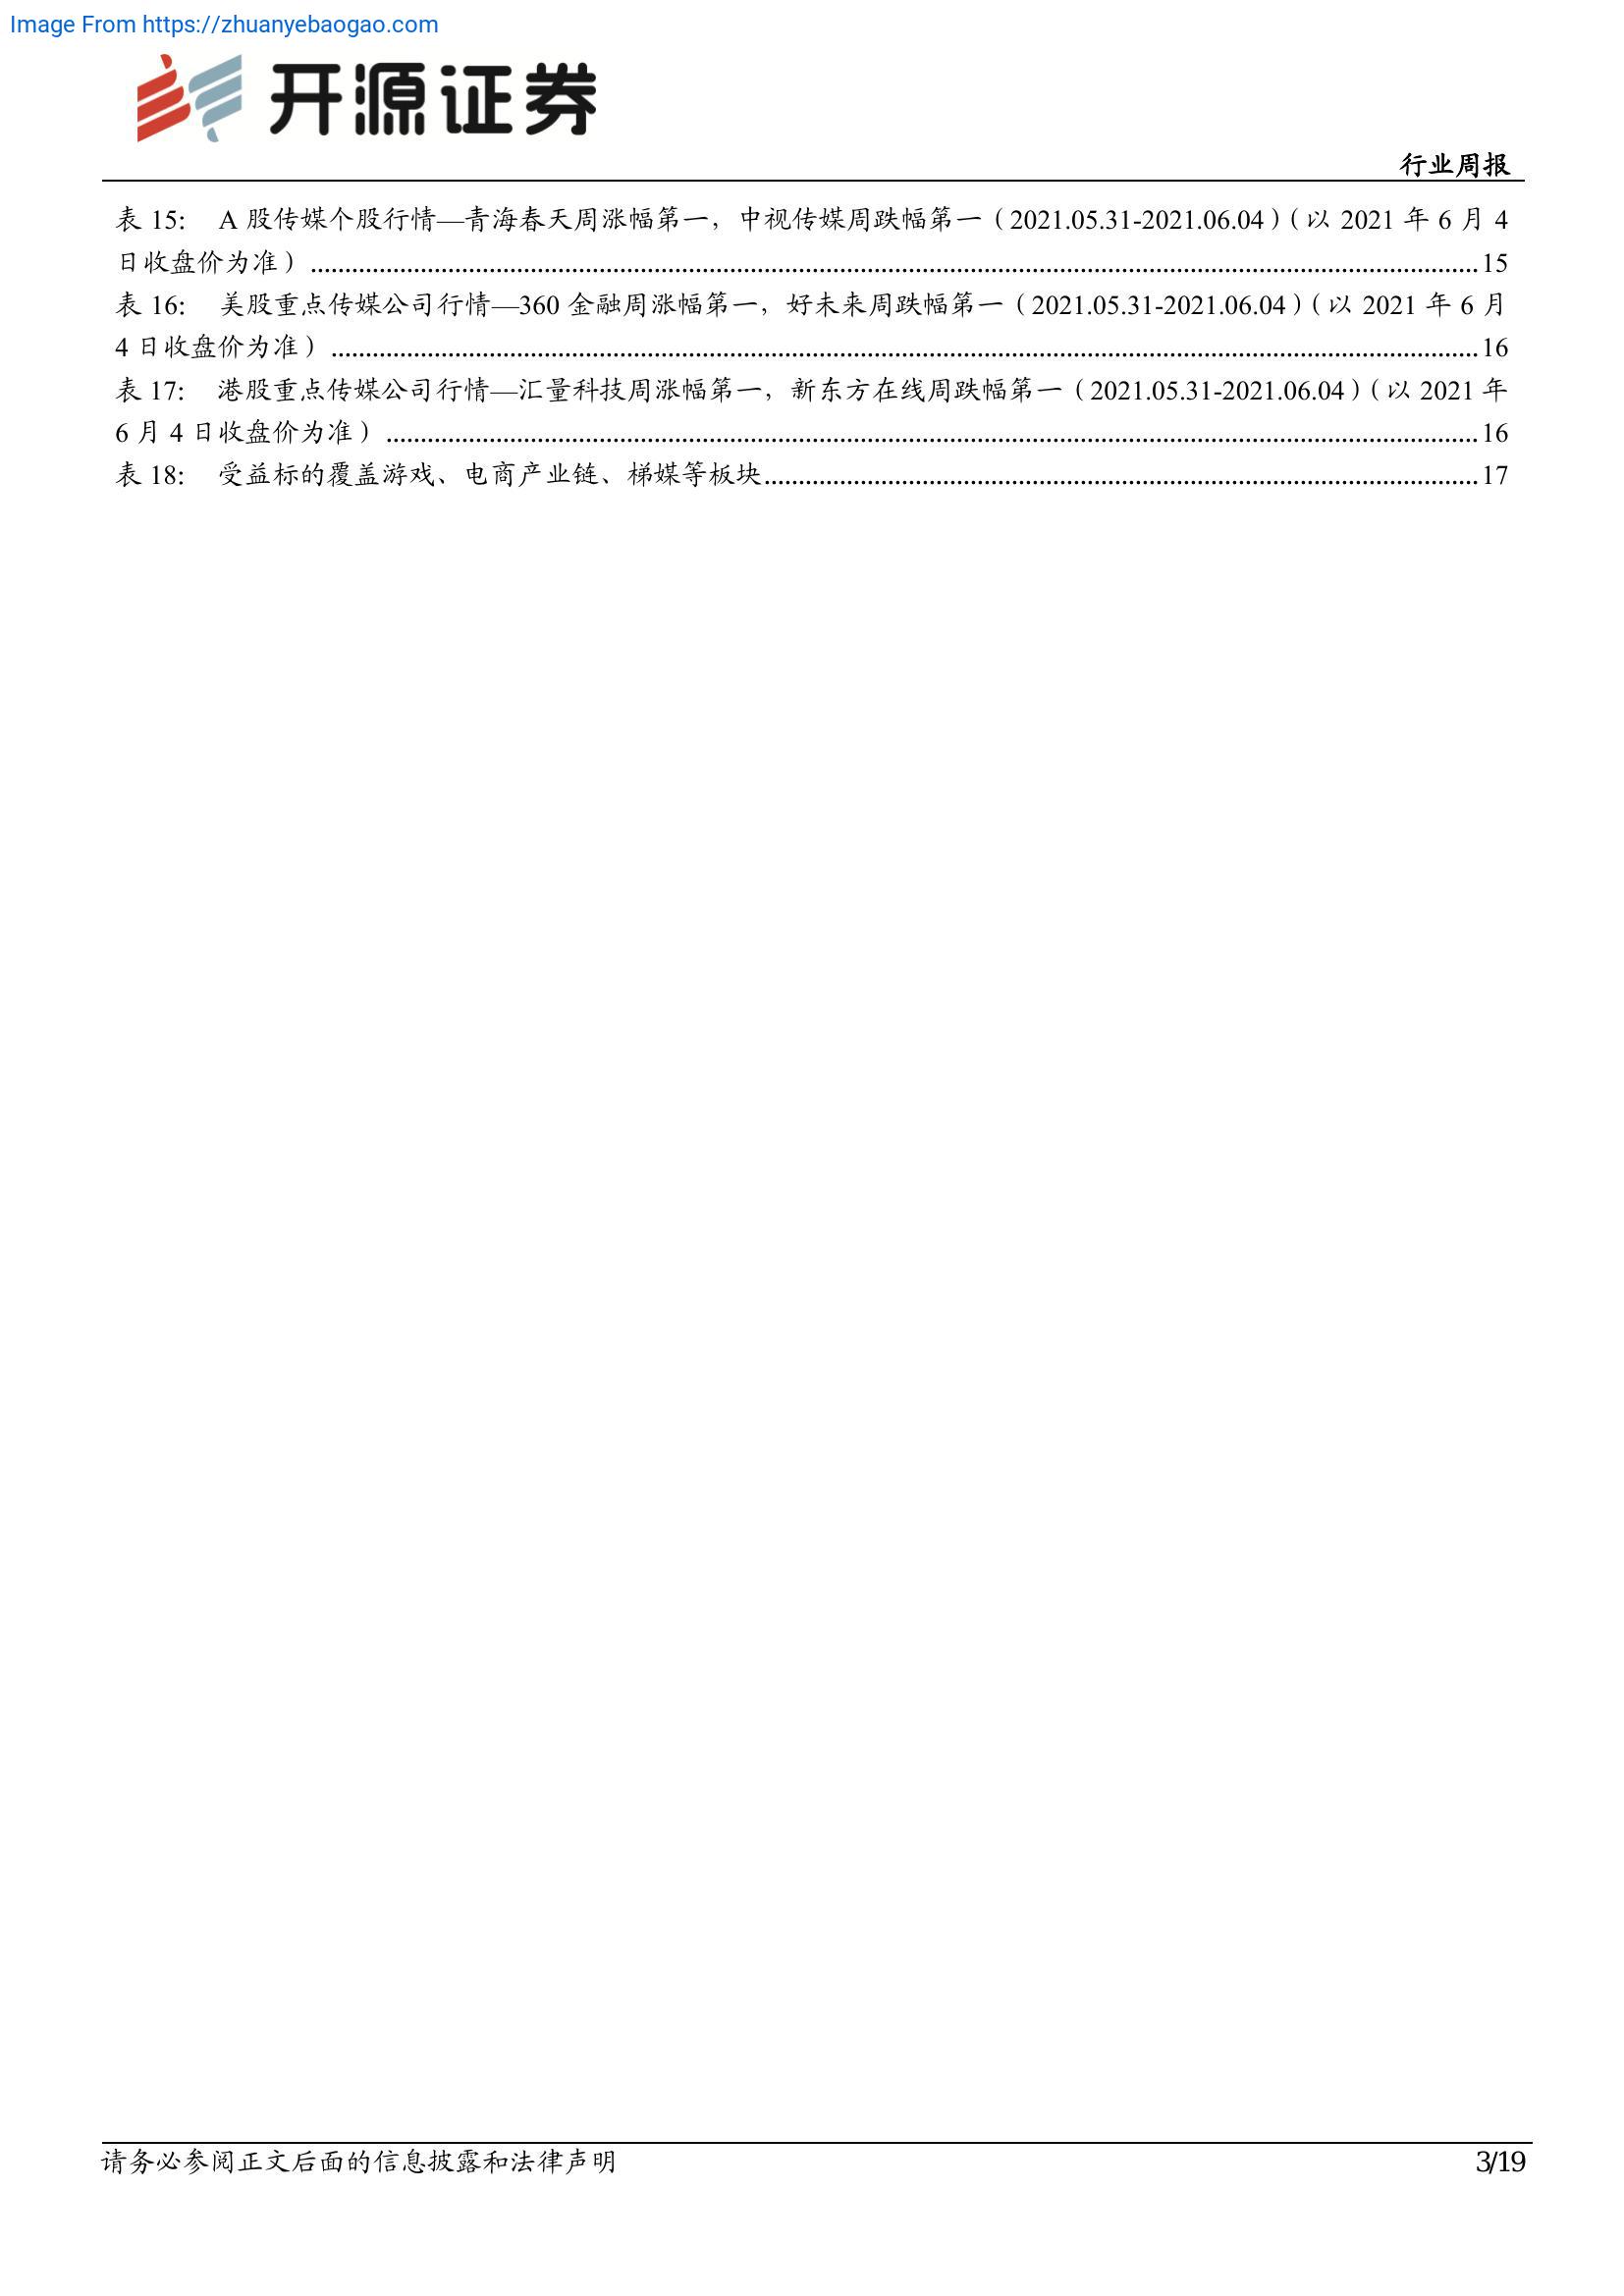 Image From https://zhuanyebaogao.com
开源证券
行业周报
表 15： A 股传媒个股行情—青海春天周涨幅第一，中视传媒周跌幅第一（2021.05.31-2021.06.04）（以 2021 年 6 月 4
日收盘价为准）........................................................................15
表 16： 美股重点传媒公司行情—360 金融周涨幅第一，好未来周跌幅第一（2021.05.31-2021.06.04）（以 2021 年 6 月
4 日收盘价为准）........................................................................16
表 17： 港股重点传媒公司行情—汇量科技周涨幅第一，新东方在线周跌幅第一（2021.05.31-2021.06.04）（以 2021 年
6 月 4 日收盘价为准）........................................................................16
表 18： 受益标的覆盖游戏、电商产业链、梯媒等板块........................................................................17
请务必参阅正文后面的信息披露和法律声明
3/19